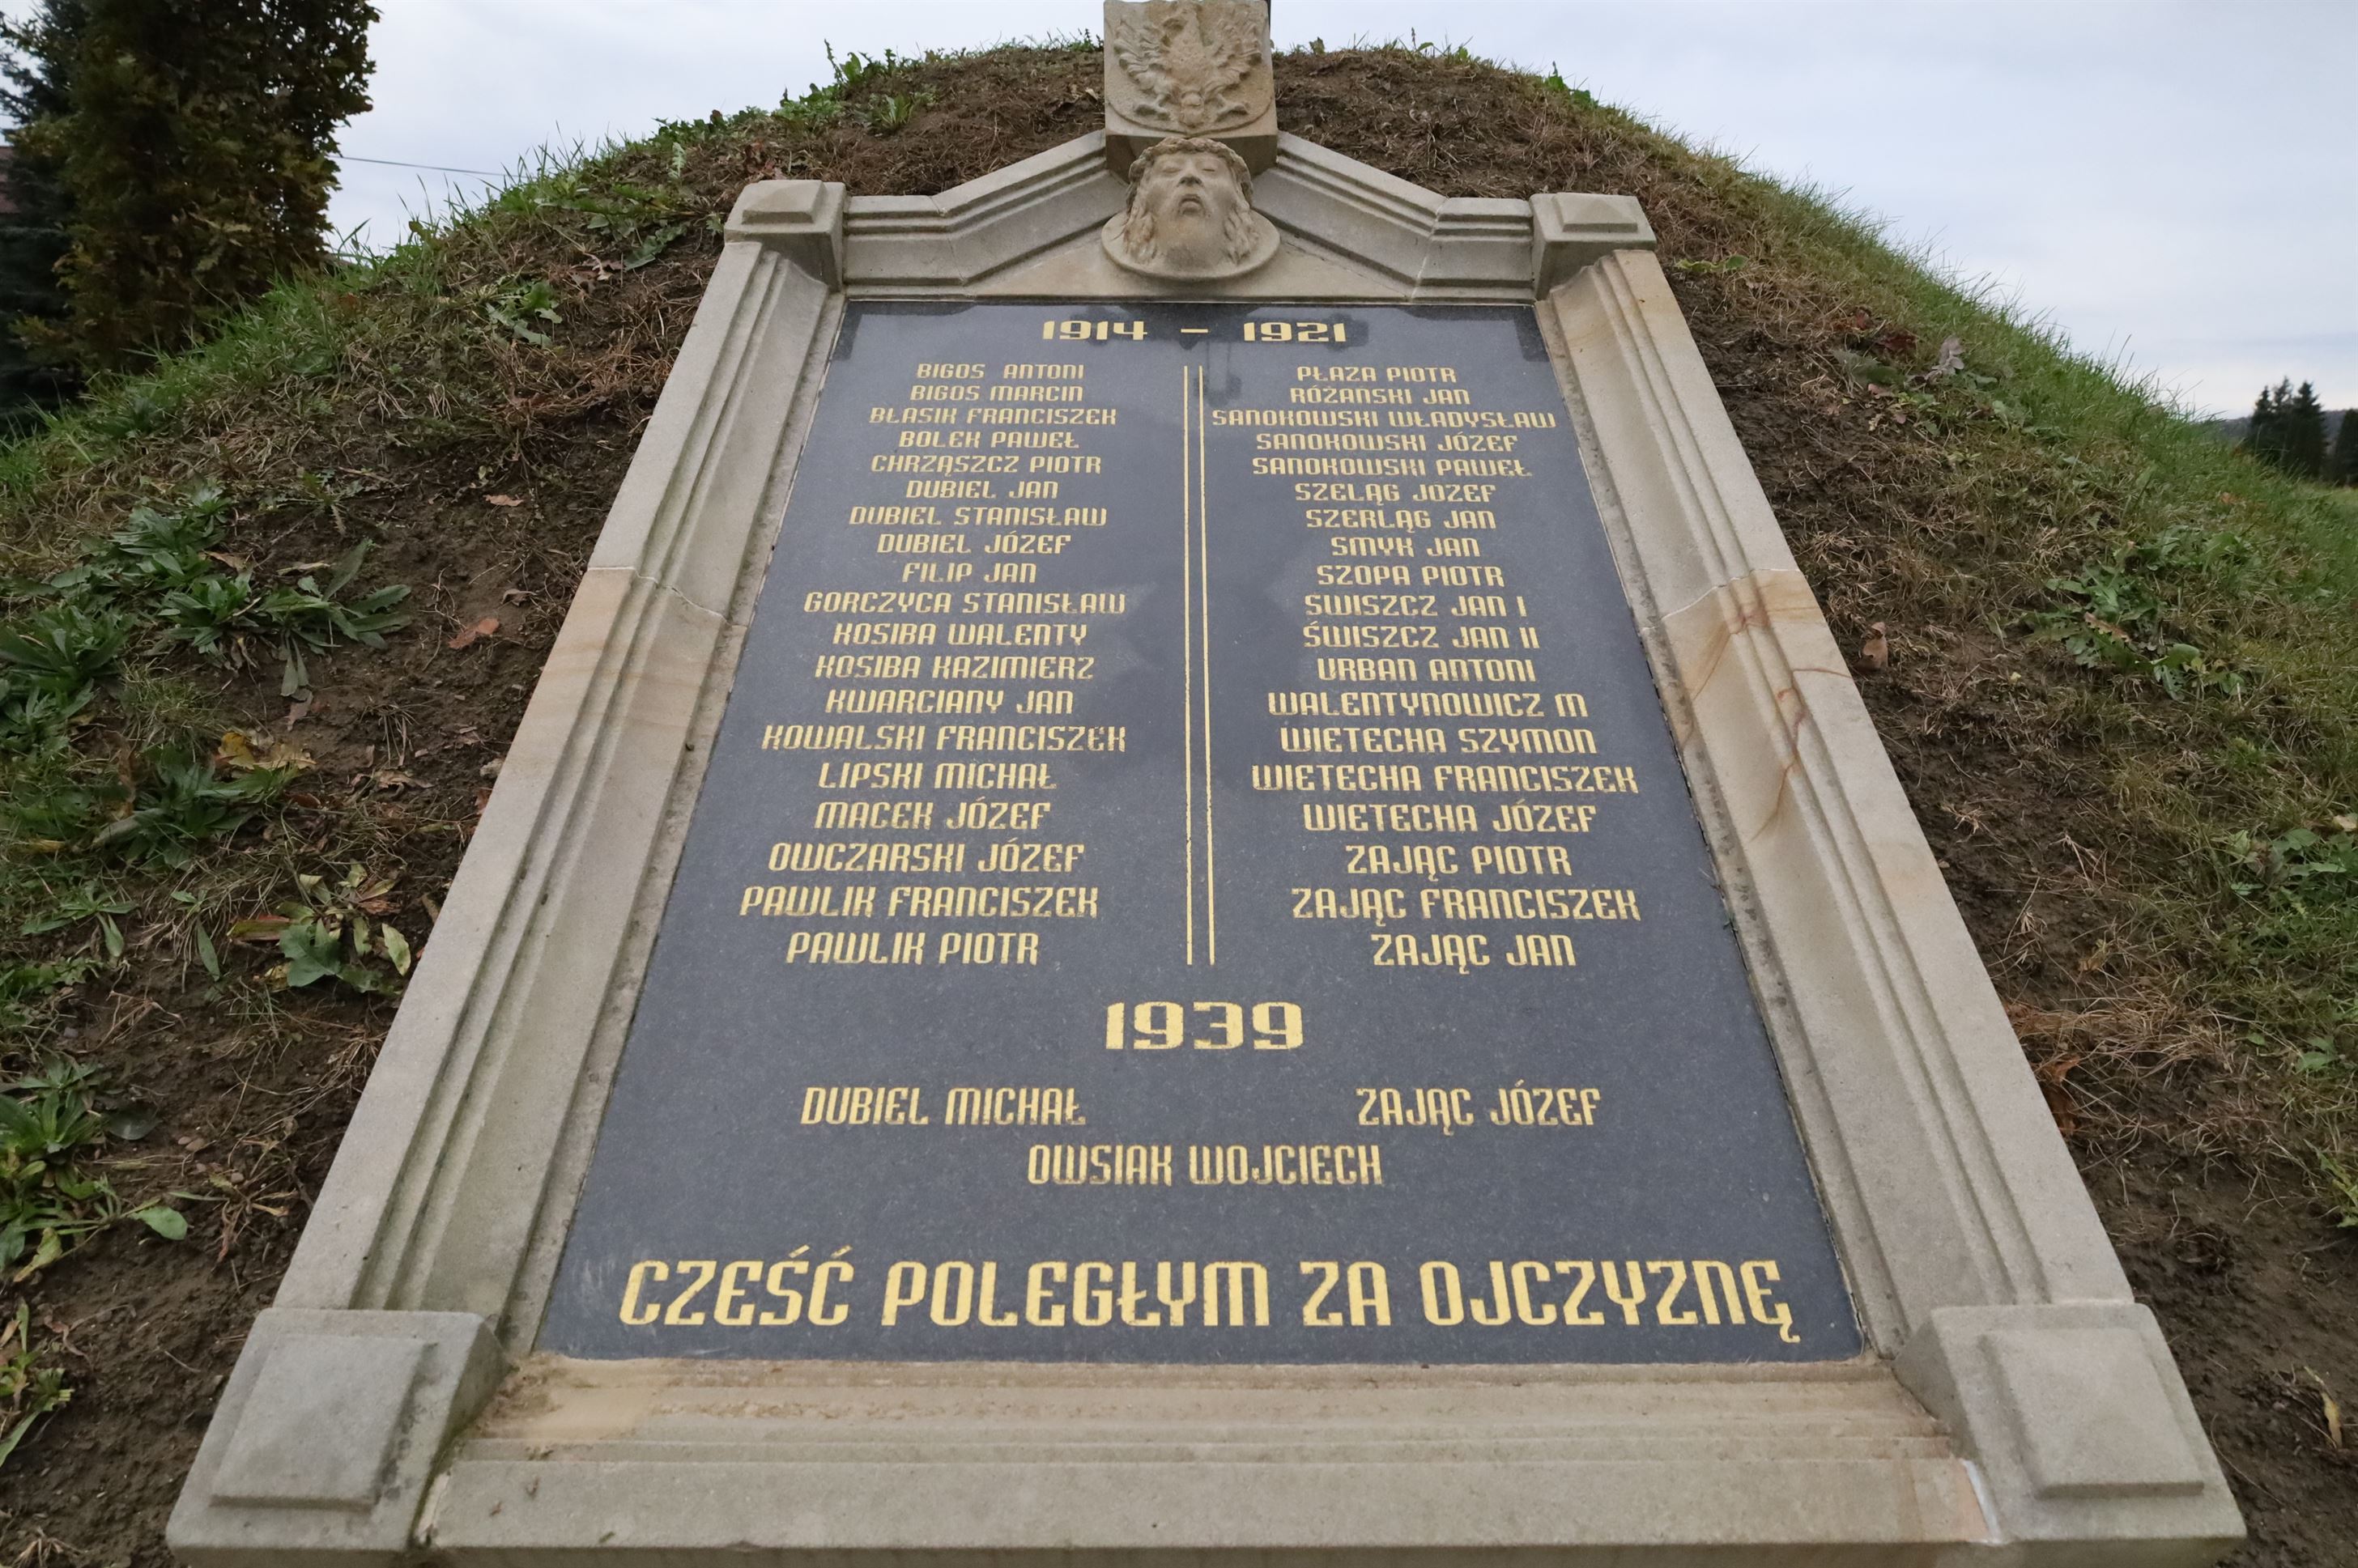 1914 - 1921
BIGOS ANTONI
BIGOS MARCIN
BŁASIK FRANCISZEK
BOLEK PAWEŁ
CHRZĄSZCZ PIOTR
DUBIEL JAN
DUBIEL STANISŁAW
DUBIEL JÓZEF
FILIP JAN
GORCZYCA STANISŁAW
KOSIBA WALENTY
KOSIBA KAZIMIERZ
KWARCIANY JAN
KOWALSKI FRANCISZEK
LIPSKI MICHAŁ
MACEK JÓZEF
OWCZARSKI JÓZEF
PAWLIK FRANCISZEK
PAWLIK PIOTR
PŁAZA PIOTR
RÓŻAŃSKI JAN
SANOKOWSKI WŁADYSŁAW
SANOKOWSKI JÓZEF
SANOKOWSKI PAWEŁ
SZELĄG JÓZEF
SZERLĄG JAN
SMYK JAN
SZOPA PIOTR
ŚWISZCZ JAN I
ŚWISZCZ JAN II
URBAN ANTONI
WALENTYNOWICZ M
WIETECHA SZYMON
WIETECHA FRANCISZEK
WIETECHA JÓZEF
ZAJĄC PIOTR
ZAJĄC FRANCISZEK
ZAJĄC JAN
1939
DUBIEL MICHAŁ ZAJĄC JÓZEF
OWSIAK WOJCIECH
CZEŚĆ POLEGŁYM ZA OJCZYZNĘ